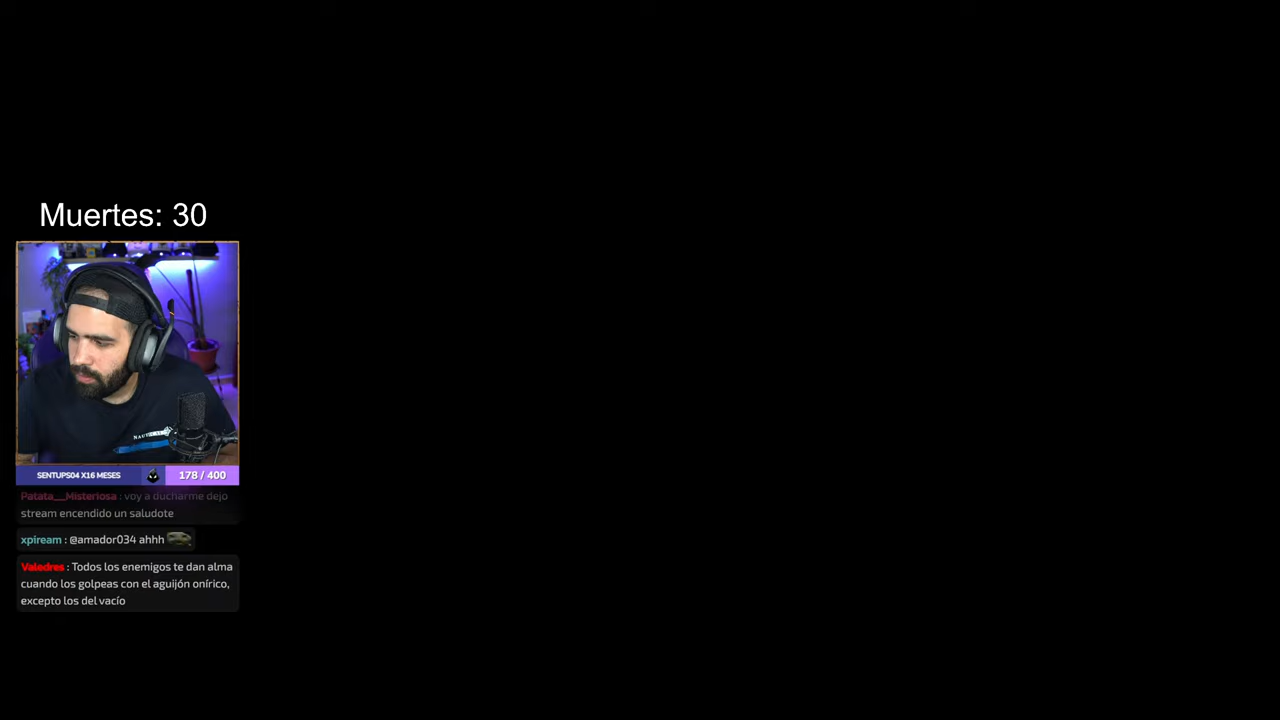 Muertes: 30
SENTUPS04 X16 MESES
178 / 400
Patata__Misteriosa : voy a ducharme dejo
stream encendido un saludote
xpiream : @amador034 ahhh
Valedres : Todos los enemigos te dan alma
cuando los golpeas con el aguijón onírico,
excepto los del vacío